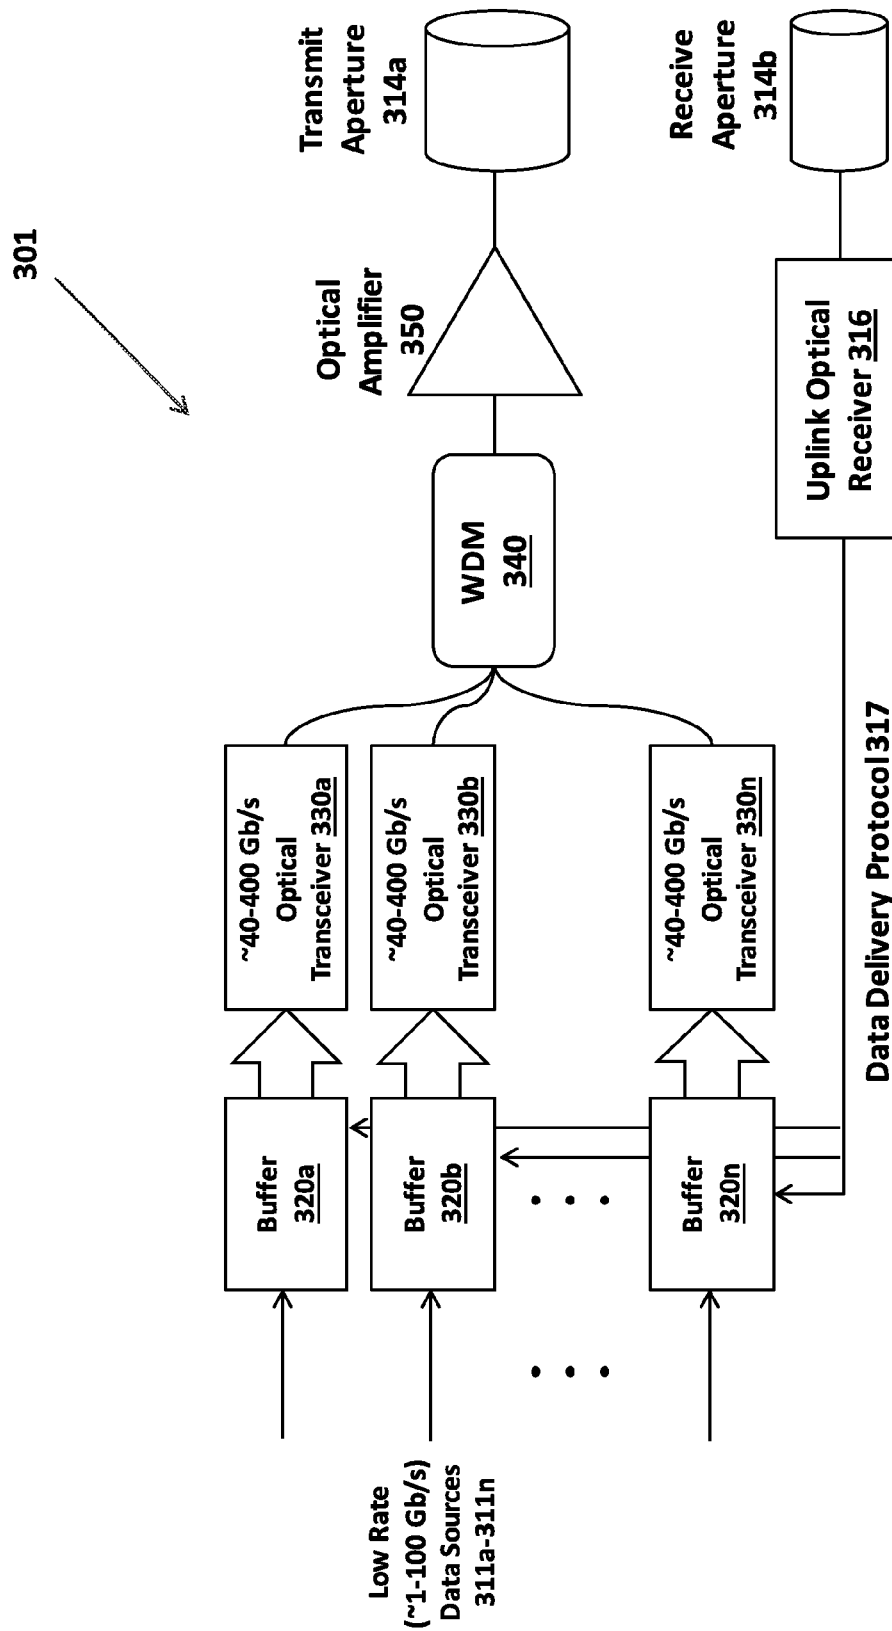 301
Transmit
Aperture
314a
Receive
Aperture
314b
Optical
Amplifier
350
Uplink Optical
Receiver 316
WDM
340
~40-400 Gb/s
Optical
Transceiver 330a
~40-400 Gb/s
Optical
Transceiver 330b
~40-400 Gb/s
Optical
Transceiver 330n
Data Delivery Protocol 317
Buffer
320a
Buffer
320b
Buffer
320n
Low Rate
(~1-100 Gb/s)
Data Sources
311a-311n